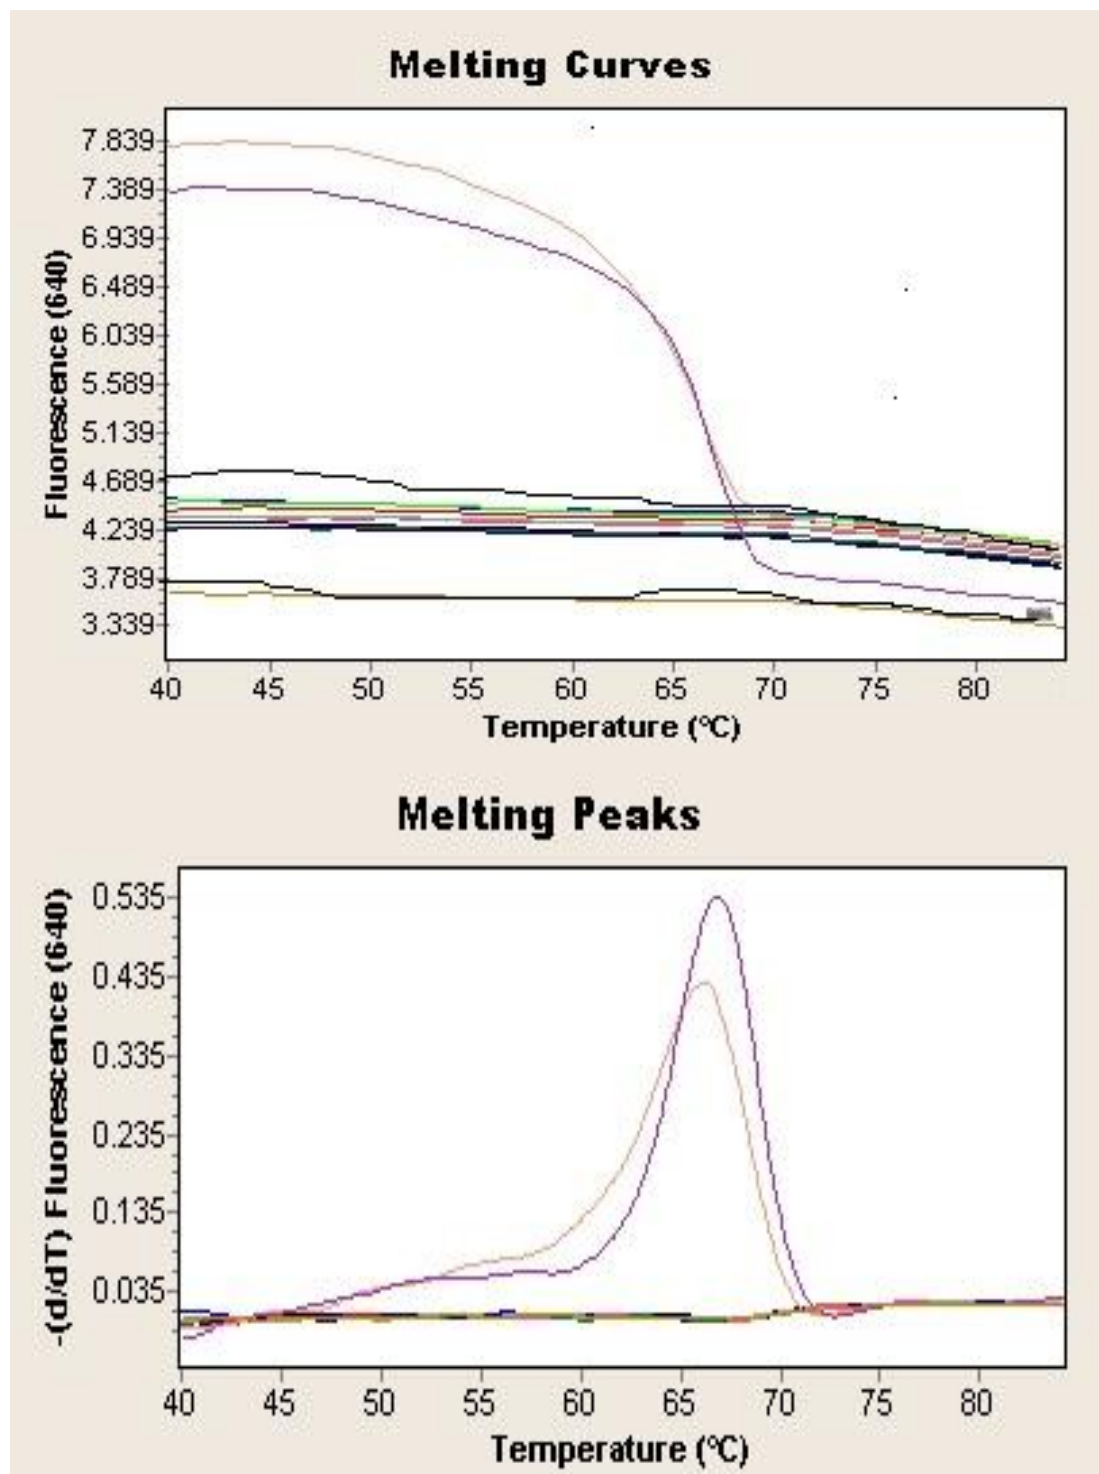 Melting Curves
Fluorescence (640)
7.839
7.389
6.939
6.489
6.039
5.589
5.139
4.689
4.239
3.789
3.339
40 45 50 55 60 65 70 75 80
Temperature (°C)
Melting Peaks
-(d/dT) Fluorescence (640)
0.535
0.435
0.335
0.235
0.135
0.035
40 45 50 55 60 65 70 75 80
Temperature (°C)